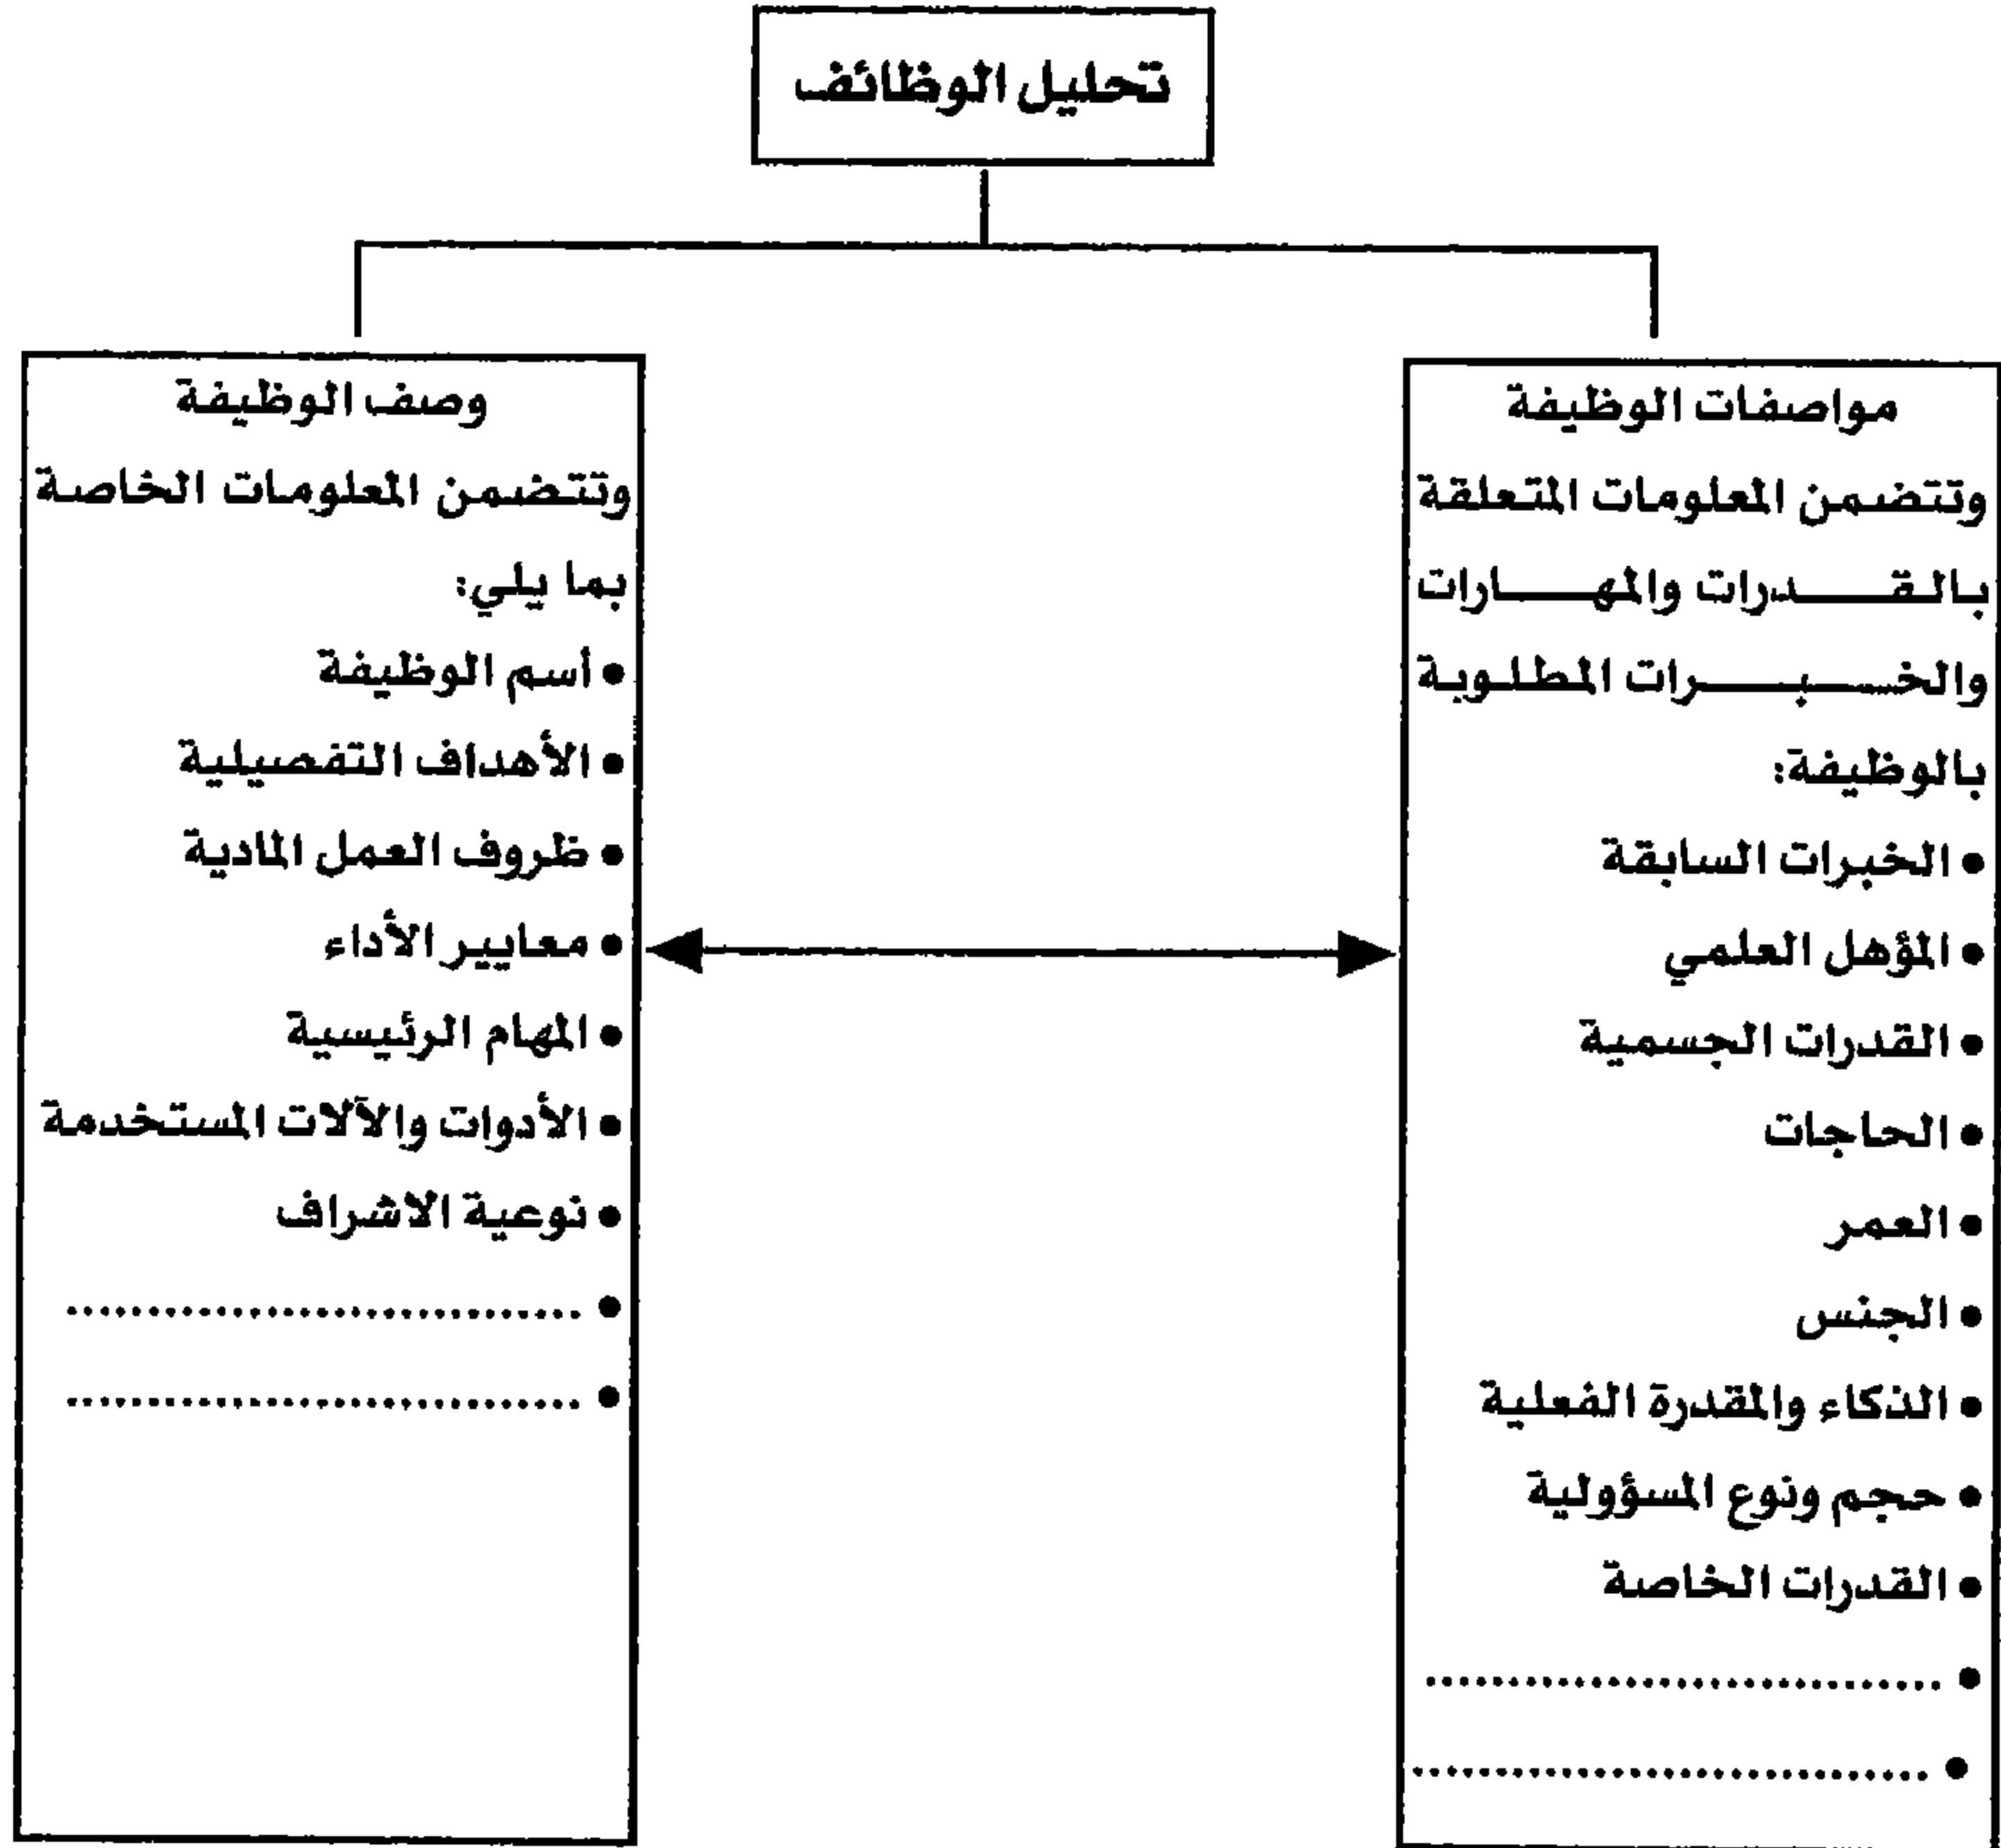 تحليل الوظائف
مواصفات الوظيفة
وتتضمن المعلومات المتعلقة
بالقدرات والمهارات
والخبرات المطلوبة
بالوظيفة:
• الخبرات السابقة
• المؤهل العلمي
• القدرات الجسمية
• الحاجات
• العمر
• الجنس
• الذكاء والمقدرة الفعلية
• حجم ونوع المسؤولية
• القدرات الخاصة
• ................................
• ................................
وصف الوظيفة
وتتضمن المعلومات الخاصة
بما يلي:
• أسم الوظيفة
• الأهداف التفصيلية
• ظروف العمل المادية
• معايير الأداء
• المهام الرئيسية
• الأدوات والآلات المستخدمة
• نوعية الاشراف
• ................................
• ................................